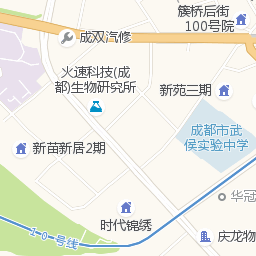 簇桥后街
100号院
成双汽修
火速科技(成
都)生物研究所
新苑三期
成都市武
侯实验中学
新苗新居2期
华冠
时代锦绣
10号线
庆龙物